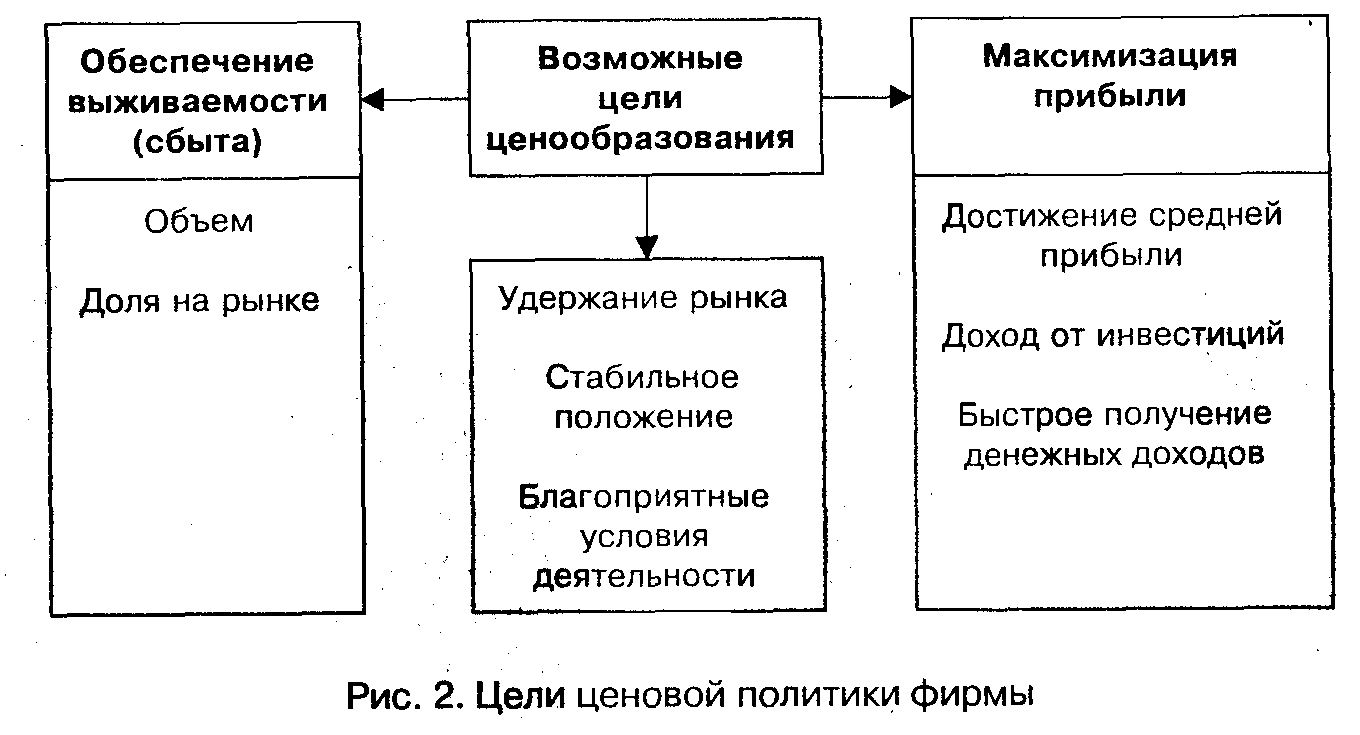 Обеспечение
выживаемости
(сбыта)
Объем
Доля на рынке
Возможные
цели
ценообразования
Удержание рынка
Стабильное
положение
Благоприятные
условия
деятельности
Максимизация
прибыли
Достижение средней
прибыли
Доход от инвестиций
Быстрое получение
денежных доходов
Рис. 2. Цели ценовой политики фирмы